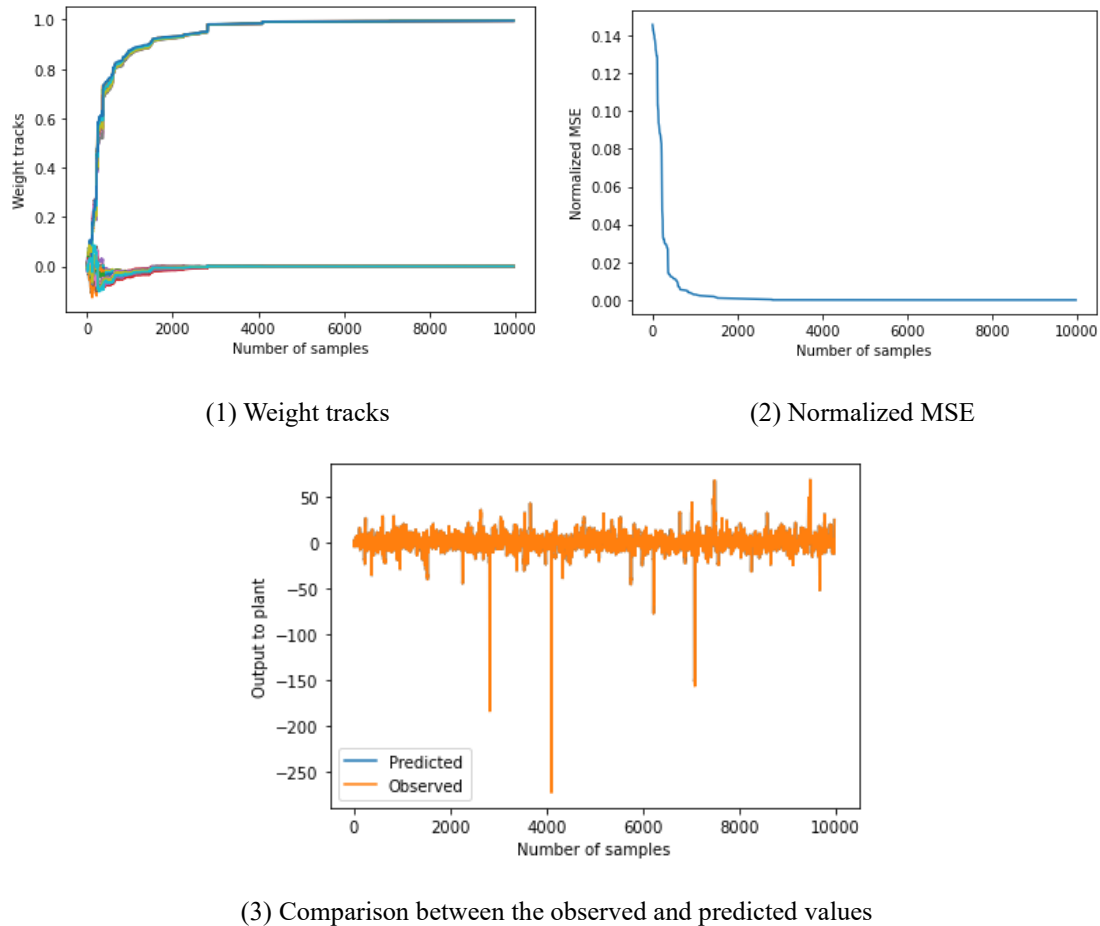 1.0
0.8
0.6
0.4
0.2
0.0
Weight tracks
0 2000 4000 6000 8000 10000
Number of samples
(1) Weight tracks
0.14
0.12
0.10
0.08
0.06
0.04
0.02
0.00
Normalized MSE
0 2000 4000 6000 8000 10000
Number of samples
(2) Normalized MSE
50
0
−50
−100
−150
−200
−250
Output to plant
Predicted
Observed
0 2000 4000 6000 8000 10000
Number of samples
(3) Comparison between the observed and predicted values